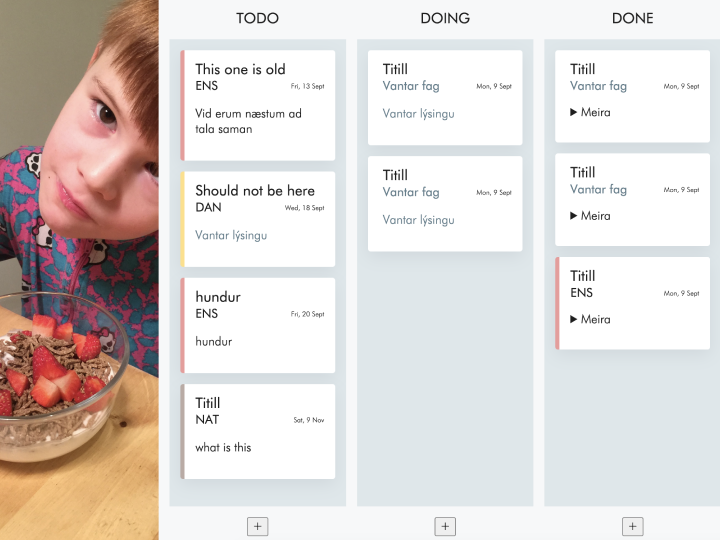 TODO
This one is old
ENS
Fri, 13 Sept
Vid erum næstum ad
tala saman
Should not be here
DAN
Wed, 18 Sept
Vantar lýsingu
hundur
ENS
Fri, 20 Sept
hundur
Titill
NAT
Sat, 9 Nov
what is this
+
DOING
Titill
Vantar fag
Mon, 9 Sept
Vantar lýsingu
Titill
Vantar fag
Mon, 9 Sept
Vantar lýsingu
+
DONE
Titill
Vantar fag
Mon, 9 Sept
▶ Meira
Titill
Vantar fag
Mon, 9 Sept
▶ Meira
Titill
ENS
Mon, 9 Sept
▶ Meira
+